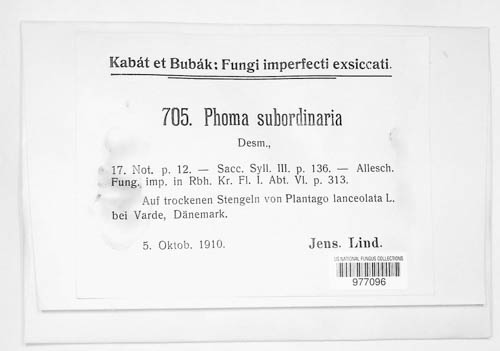 Kabát et Bubák: Fungi imperfecti exsiccati.
705. Phoma subordinaria
Desm.,
17. Not. p. 12. — Sacc. Syll. III. p. 136. — Allesch.
Fung. imp. in Rbh. Kr. Fl. I. Abt. VI. p. 313.
Auf trockenen Stengeln von Plantago lanceolata L.
bei Varde, Dänemark.
5. Oktob. 1910.
Jens. Lind.
US NATIONAL FUNGUS COLLECTIONS
977096